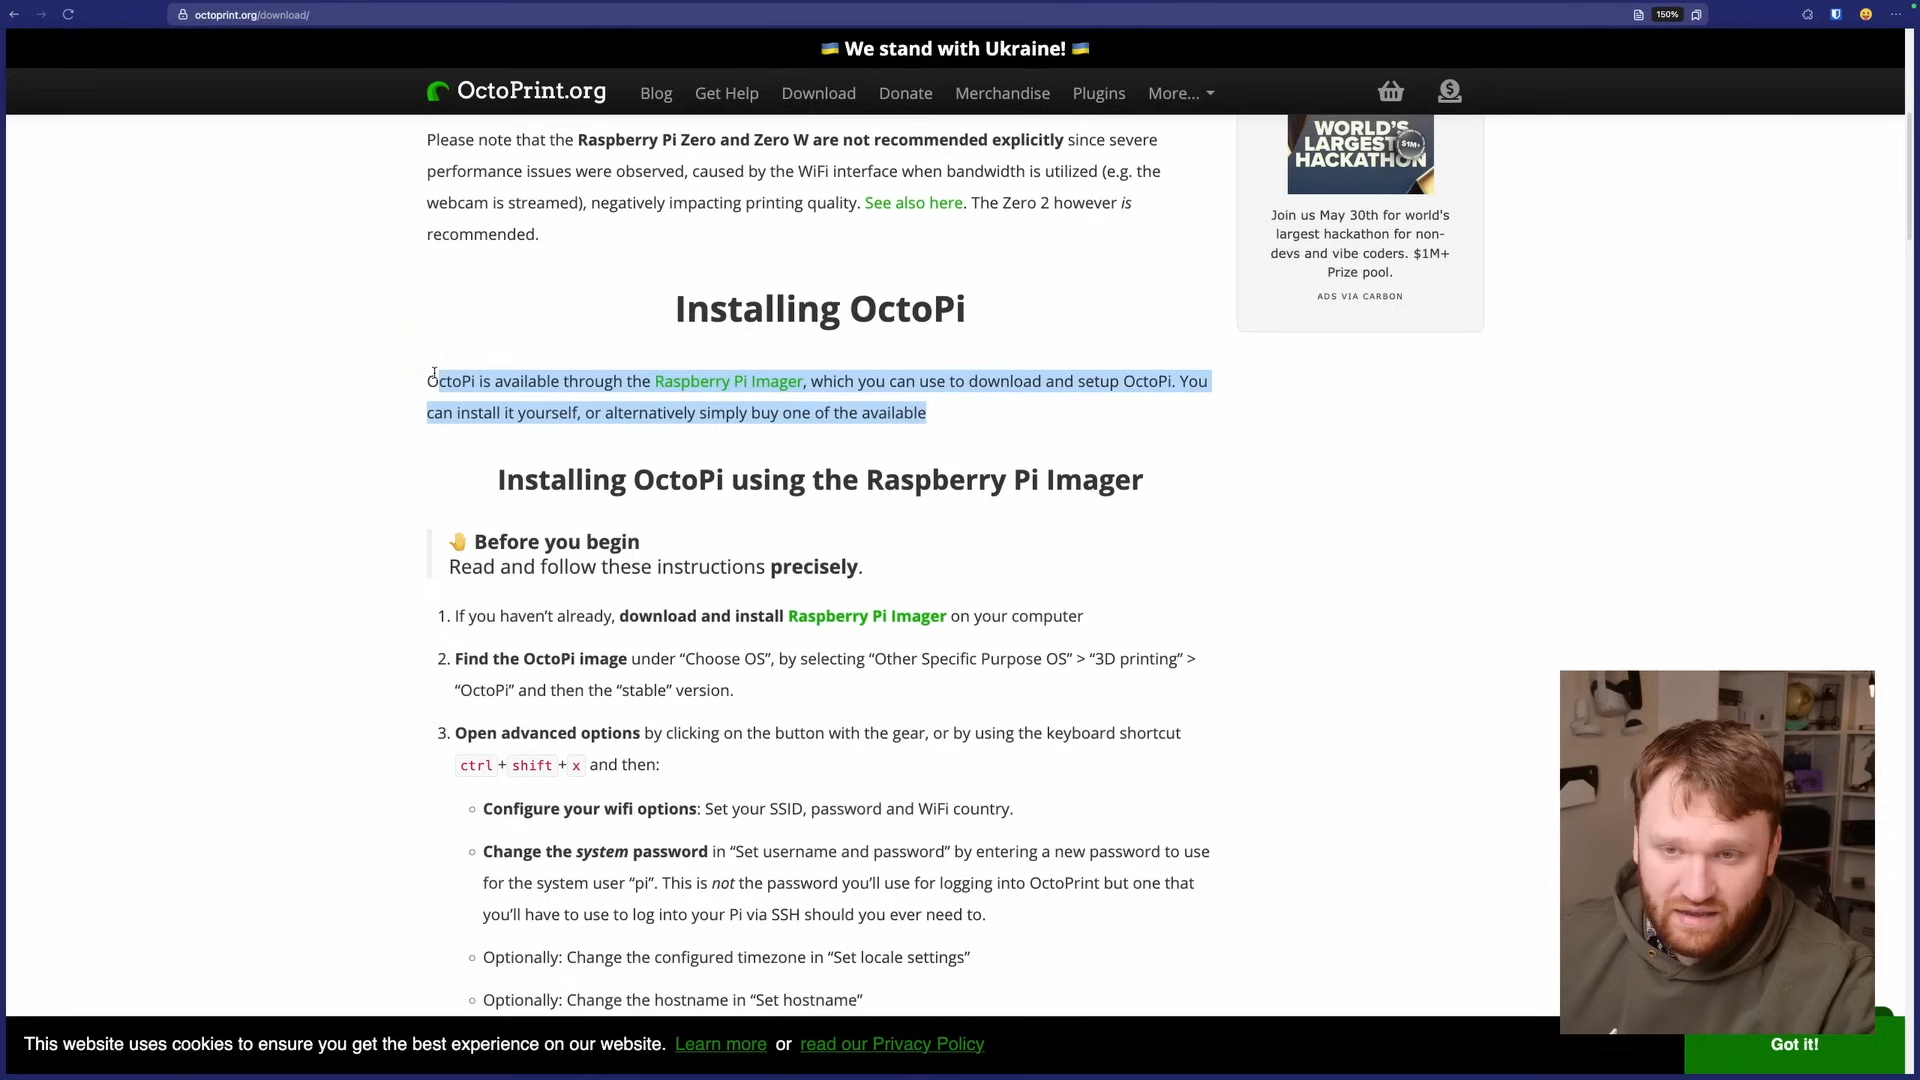 octoprint.org/download/
150%
🇺🇦 We stand with Ukraine! 🇺🇦
OctoPrint.org
Blog
Get Help
Download
Donate
Merchandise
Plugins
More...
Please note that the Raspberry Pi Zero and Zero W are not recommended explicitly since severe
performance issues were observed, caused by the WiFi interface when bandwidth is utilized (e.g. the
webcam is streamed), negatively impacting printing quality. See also here. The Zero 2 however is
recommended.
WORLD'S
LARGEST
HACKATHON
$1M+
Join us May 30th for world's
largest hackathon for non-
devs and vibe coders. $1M+
Prize pool.
ADS VIA CARBON
Installing OctoPi
OctoPi is available through the Raspberry Pi Imager, which you can use to download and setup OctoPi. You
can install it yourself, or alternatively simply buy one of the available
Installing OctoPi using the Raspberry Pi Imager
🤚 Before you begin
Read and follow these instructions precisely.
1. If you haven’t already, download and install Raspberry Pi Imager on your computer
2. Find the OctoPi image under “Choose OS”, by selecting “Other Specific Purpose OS” > “3D printing” >
“OctoPi” and then the “stable” version.
3. Open advanced options by clicking on the button with the gear, or by using the keyboard shortcut
ctrl + shift + x and then:
Configure your wifi options: Set your SSID, password and WiFi country.
Change the system password in “Set username and password” by entering a new password to use
for the system user “pi”. This is not the password you’ll use for logging into OctoPrint but one that
you’ll have to use to log into your Pi via SSH should you ever need to.
Optionally: Change the configured timezone in “Set locale settings”
Optionally: Change the hostname in “Set hostname”
This website uses cookies to ensure you get the best experience on our website. Learn more or read our Privacy Policy
Got it!